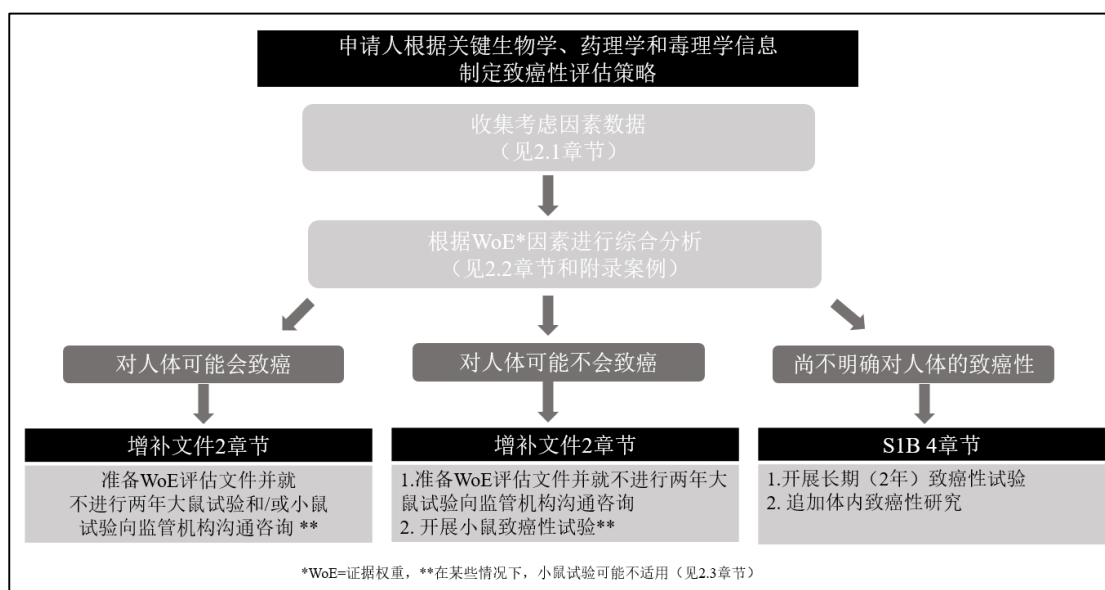 申请人根据关键生物学、药理学和毒理学信息
制定致癌性评估策略
收集考虑因素数据
（见2.1章节）
根据WoE*因素进行综合分析
（见2.2章节和附录案例）
对人体可能会致癌
对人体可能不会致癌
尚不明确对人体的致癌性
增补文件2章节
准备WoE评估文件并就
不进行两年大鼠试验和/或小鼠
试验向监管机构沟通咨询 **
增补文件2章节
1.准备WoE评估文件并就不进行两年大
鼠试验向监管机构沟通咨询
2. 开展小鼠致癌性试验**
S1B 4章节
1.开展长期（2年）致癌性试验
2. 追加体内致癌性研究
*WoE=证据权重，**在某些情况下，小鼠试验可能不适用（见2.3章节）